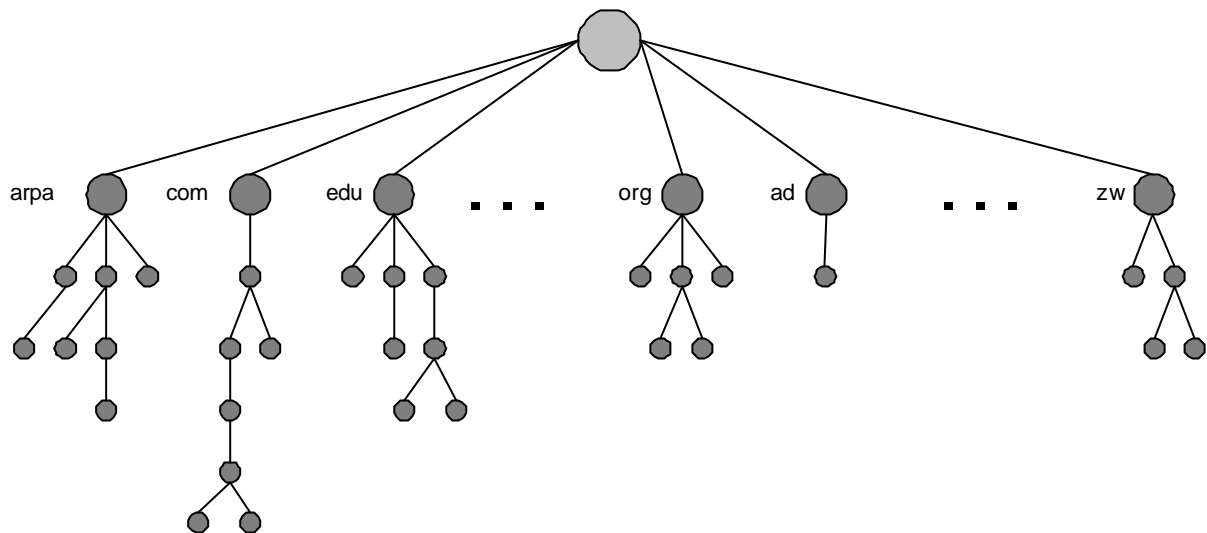 arpa com edu . . . org ad . . . zw